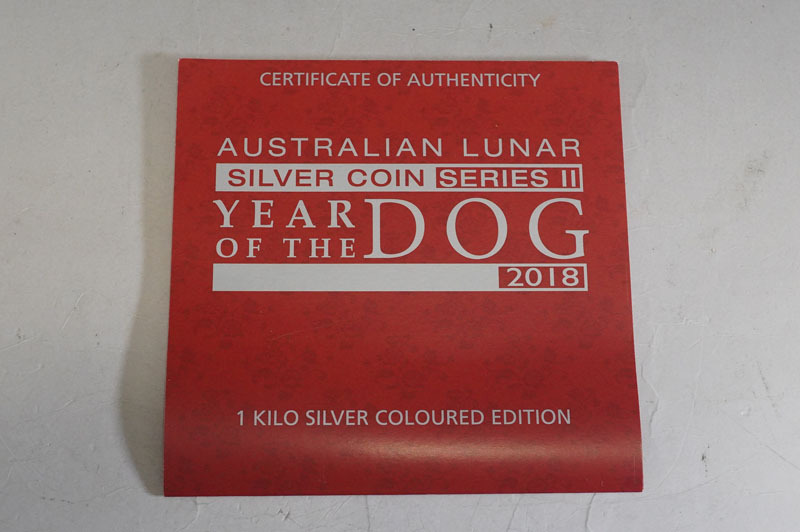 CERTIFICATE OF AUTHENTICITY
AUSTRALIAN LUNAR
SILVER COIN SERIES II
YEAR OF THE DOG
2018
1 KILO SILVER COLOURED EDITION